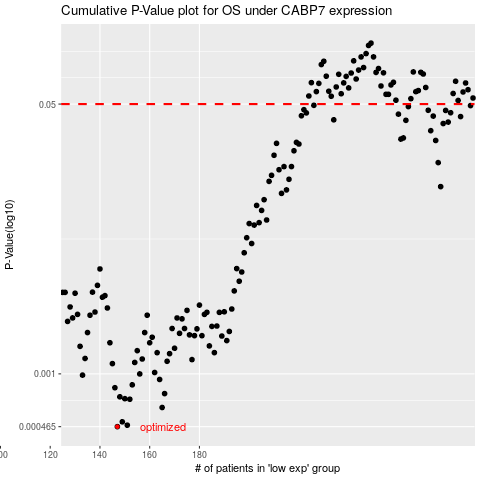 Cumulative P-Value plot for OS under CABP7 expression
0.05
P-Value(log10)
0.001
0.000465
optimized
00 120 140 160 180
# of patients in 'low exp' group